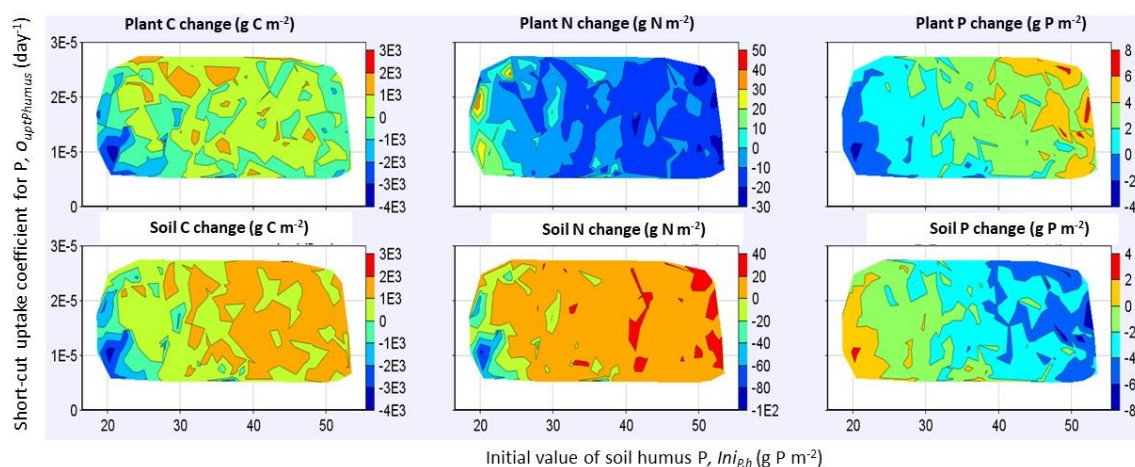 Plant C change (g C m-2)
Plant N change (g N m-2)
Plant P change (g P m-2)
3E-5
2E-5
1E-5
0
3E3
2E3
1E3
0
-1E3
-2E3
-3E3
-4E3
50
40
30
20
10
0
-10
-20
-30
8
6
4
2
0
-2
-4
Soil C change (g C m-2)
Soil N change (g N m-2)
Soil P change (g P m-2)
3E-5
2E-5
1E-5
0
3E3
2E3
1E3
0
-1E3
-2E3
-3E3
-4E3
40
20
0
-20
-40
-60
-80
-1E2
4
2
0
-2
-4
-6
-8
20 30 40 50
20 30 40 50
20 30 40 50
Short-cut uptake coefficient for P, ouptPhumus (day-1)
Initial value of soil humus P, IniP,h (g P m-2)